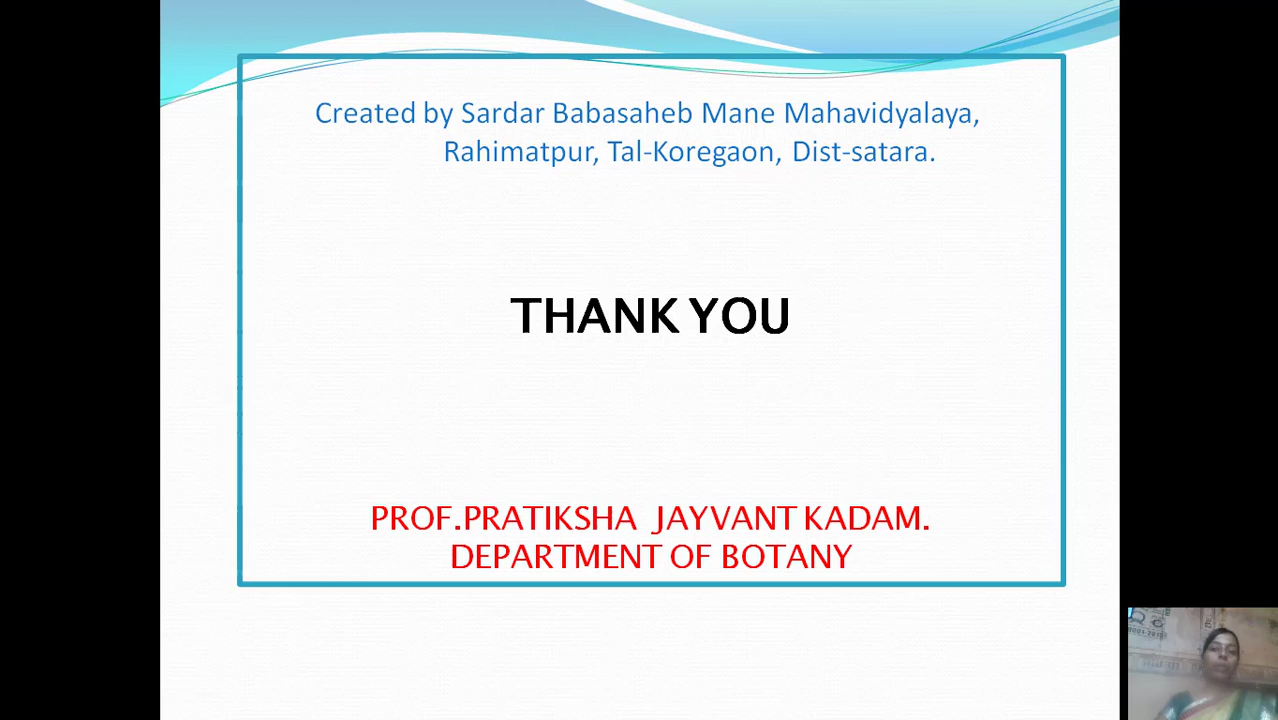 Created by Sardar Babasaheb Mane Mahavidyalaya,
Rahimatpur, Tal-Koregaon, Dist-satara.
THANK YOU
PROF.PRATIKSHA JAYVANT KADAM.
DEPARTMENT OF BOTANY